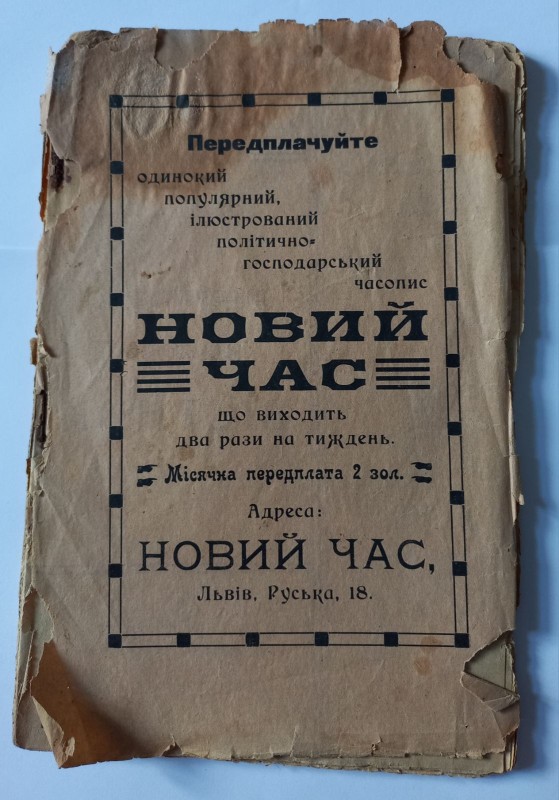 Передплачуйте
одинокий
популярний,
ілюстрований
політично-
господарський
часопис
НОВИЙ
ЧАС
що виходить
два рази на тиждень.
Місячна передплата 2 зол.
Адреса:
НОВИЙ ЧАС,
Львів, Руська, 18.